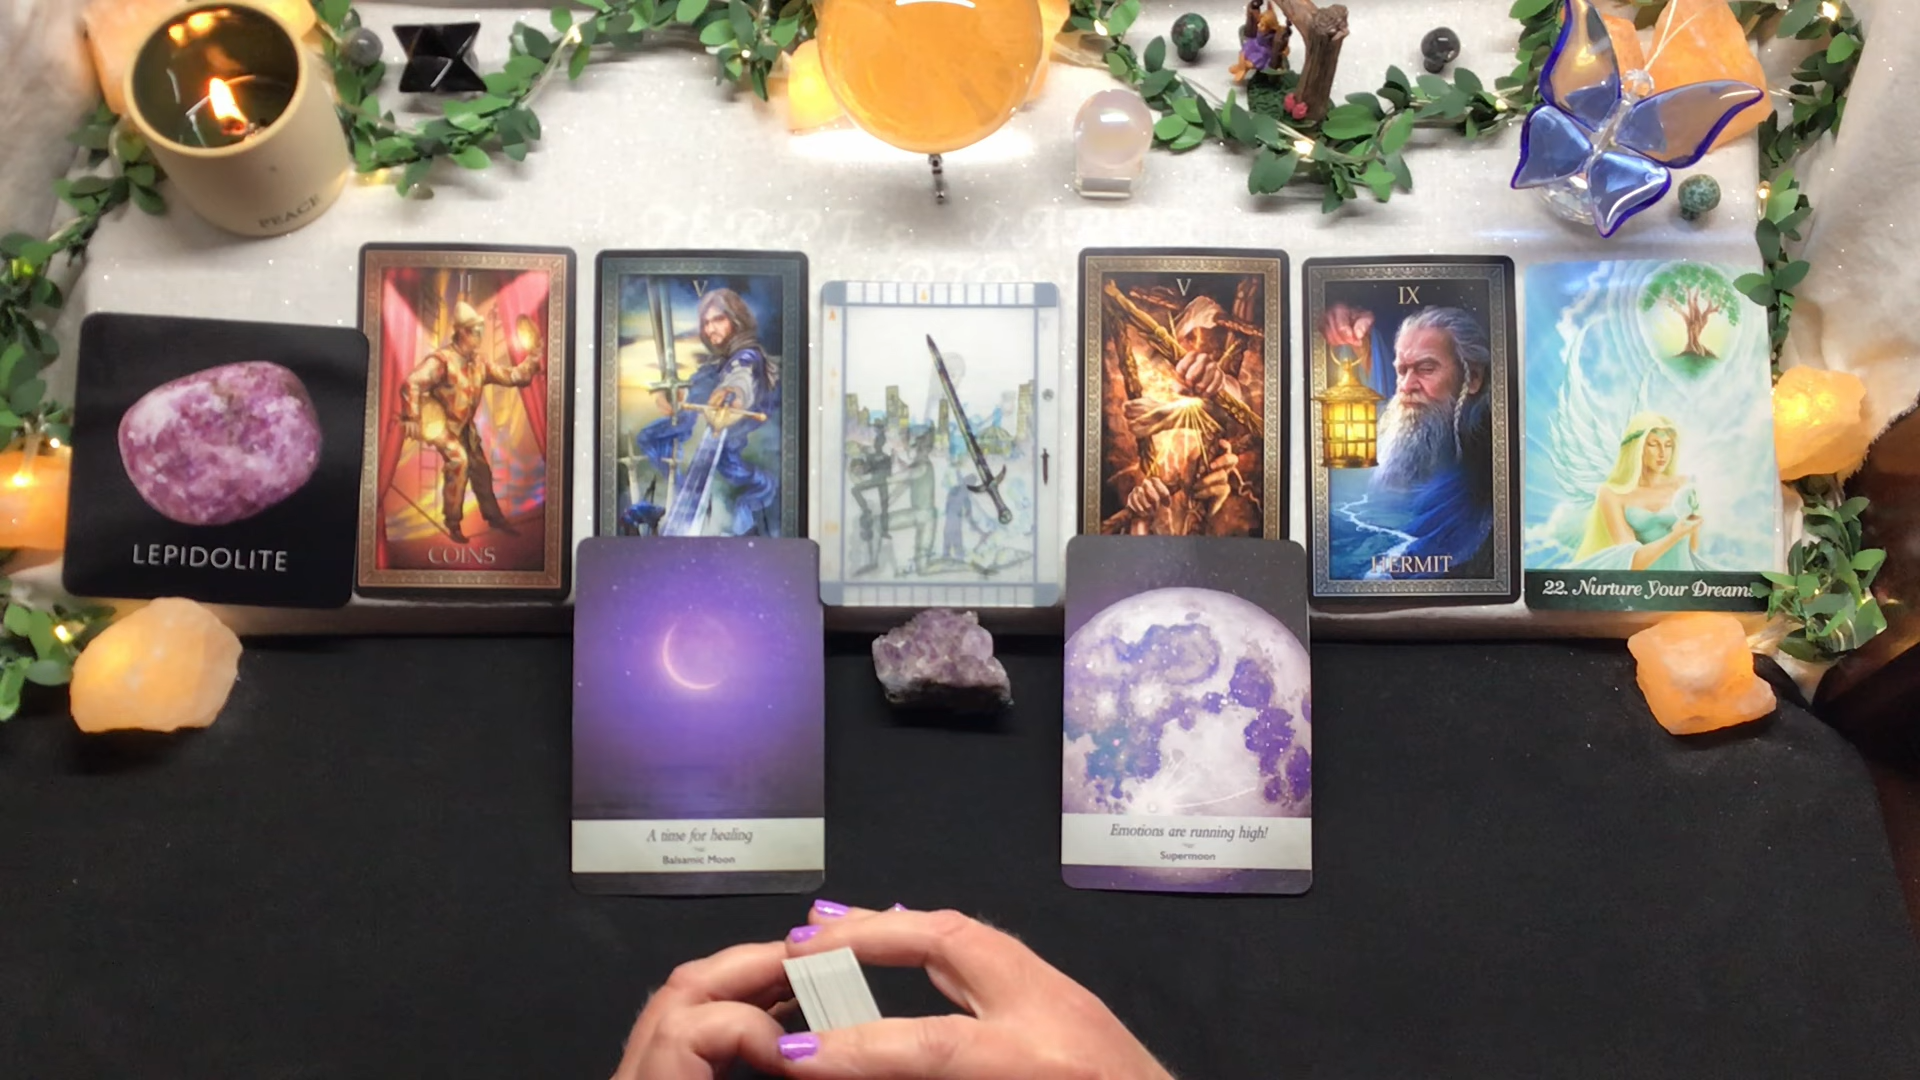 PEACE
II
V
V
IX
COINS
HERMIT
LEPIDOLITE
22. Nurture Your Dreams
A time for healing
Balsamic Moon
Emotions are running high!
Supermoon